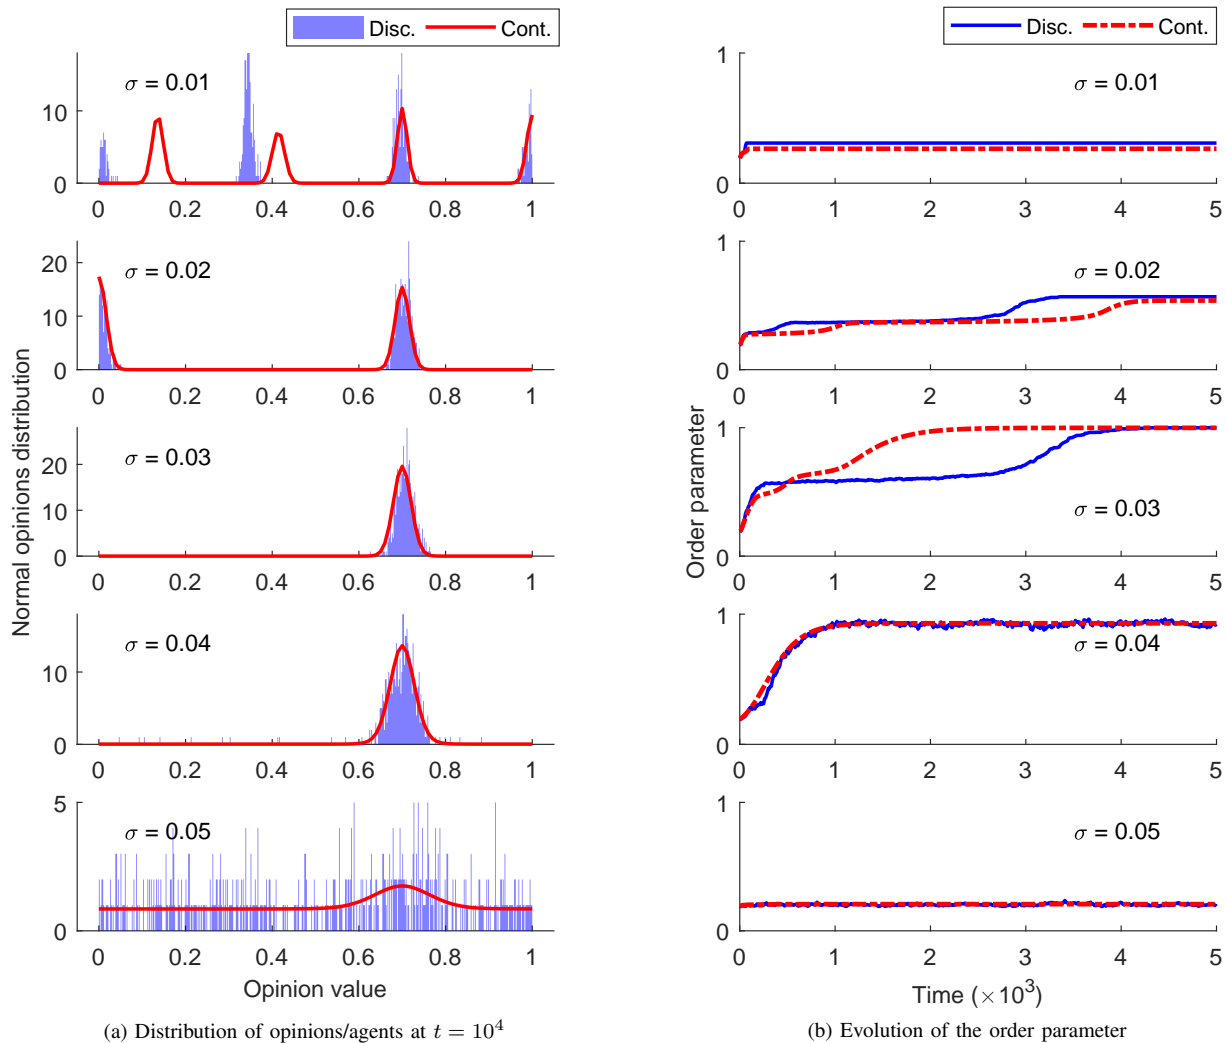 Disc. Cont.
σ = 0.01
10
0
0 0.2 0.4 0.6 0.8 1
σ = 0.02
20
10
0
0 0.2 0.4 0.6 0.8 1
σ = 0.03
20
10
0
0 0.2 0.4 0.6 0.8 1
σ = 0.04
10
0
0 0.2 0.4 0.6 0.8 1
σ = 0.05
5
0
0 0.2 0.4 0.6 0.8 1
Normal opinions distribution
Opinion value
(a) Distribution of opinions/agents at t = 10⁴
Disc. Cont.
1
σ = 0.01
0
0 1 2 3 4 5
1
σ = 0.02
0
0 1 2 3 4 5
1
σ = 0.03
0
0 1 2 3 4 5
1
σ = 0.04
0
0 1 2 3 4 5
1
σ = 0.05
0
0 1 2 3 4 5
Order parameter
Time (×10³)
(b) Evolution of the order parameter